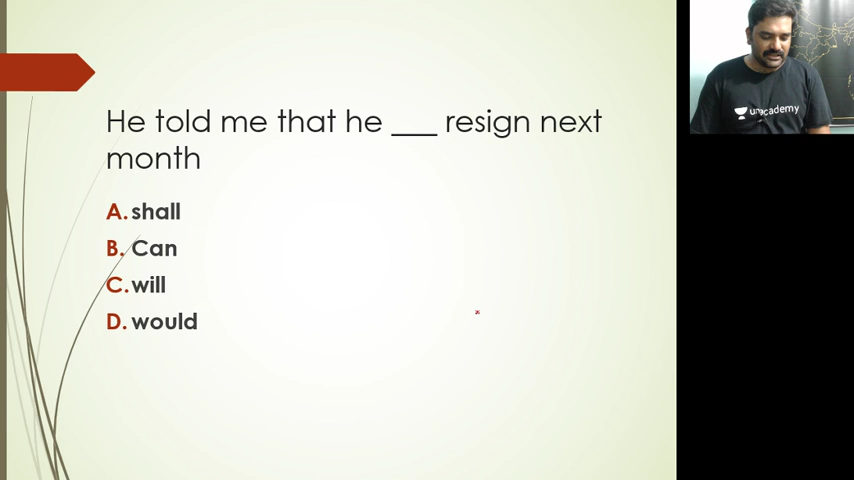 He told me that he ___ resign next
month
A. shall
B. Can
C. will
D. would
unacademy